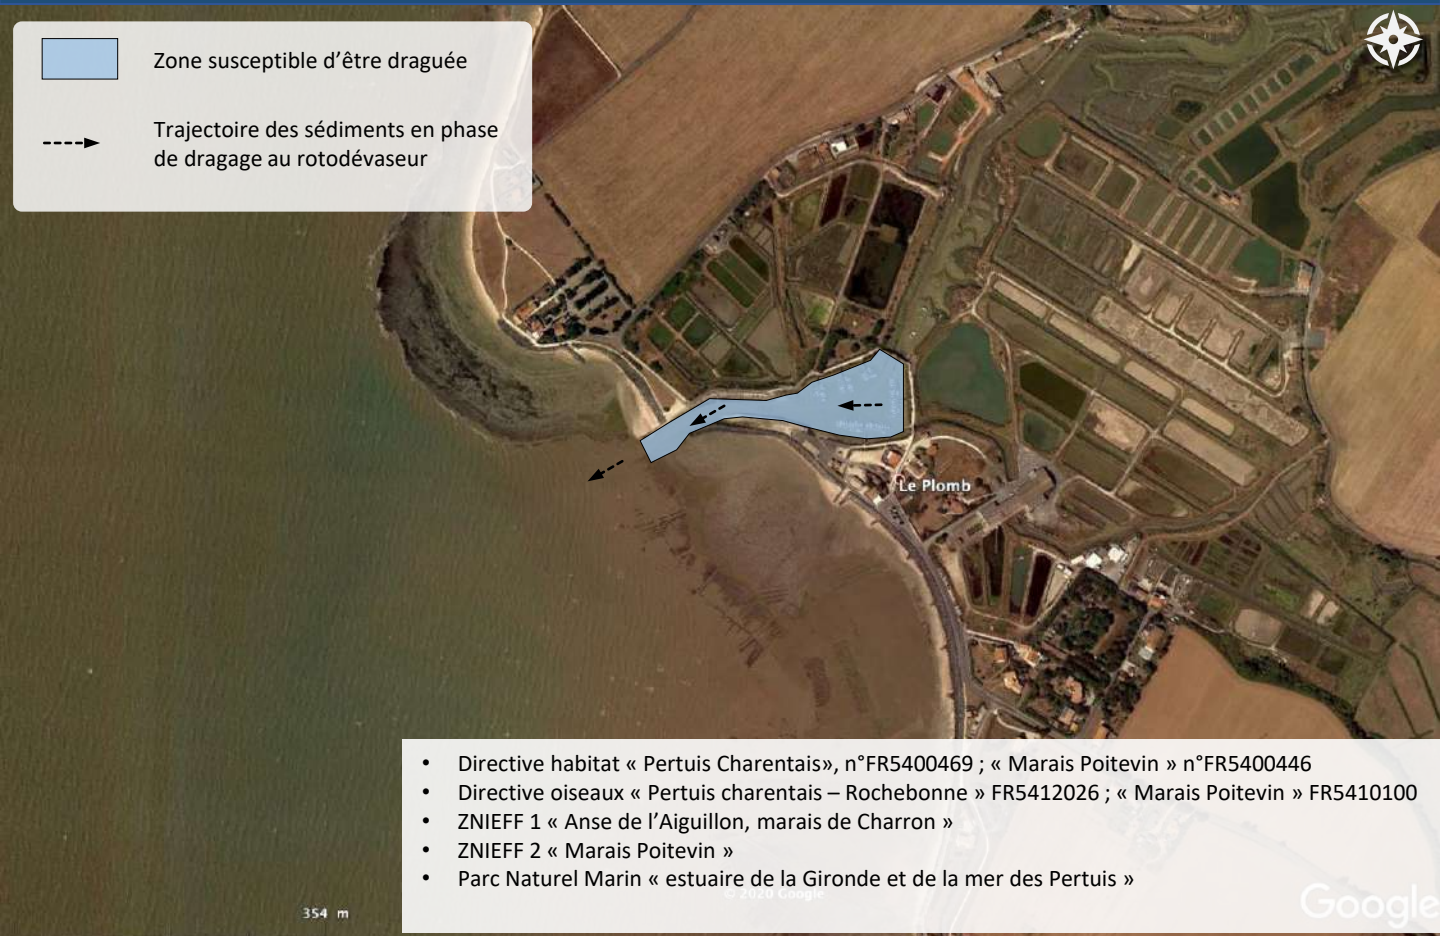 Zone susceptible d'être draguée
Trajectoire des sédiments en phase
de dragage au rotodévaseur
Le Plomb
• Directive habitat « Pertuis Charentais», n°FR5400469 ; « Marais Poitevin » n°FR5400446
• Directive oiseaux « Pertuis charentais – Rochebonne » FR5412026 ; « Marais Poitevin » FR5410100
• ZNIEFF 1 « Anse de l'Aiguillon, marais de Charron »
• ZNIEFF 2 « Marais Poitevin »
• Parc Naturel Marin « estuaire de la Gironde et de la mer des Pertuis »
© 2020 Google
354 m
Google